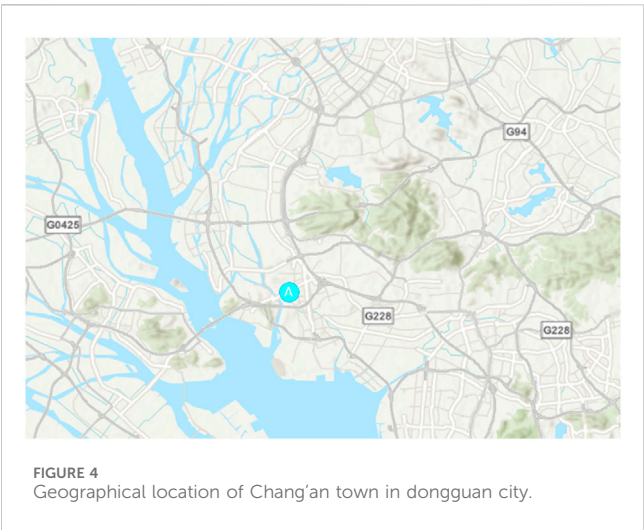 G94
G0425
A
G228
G228
FIGURE 4
Geographical location of Chang'an town in dongguan city.